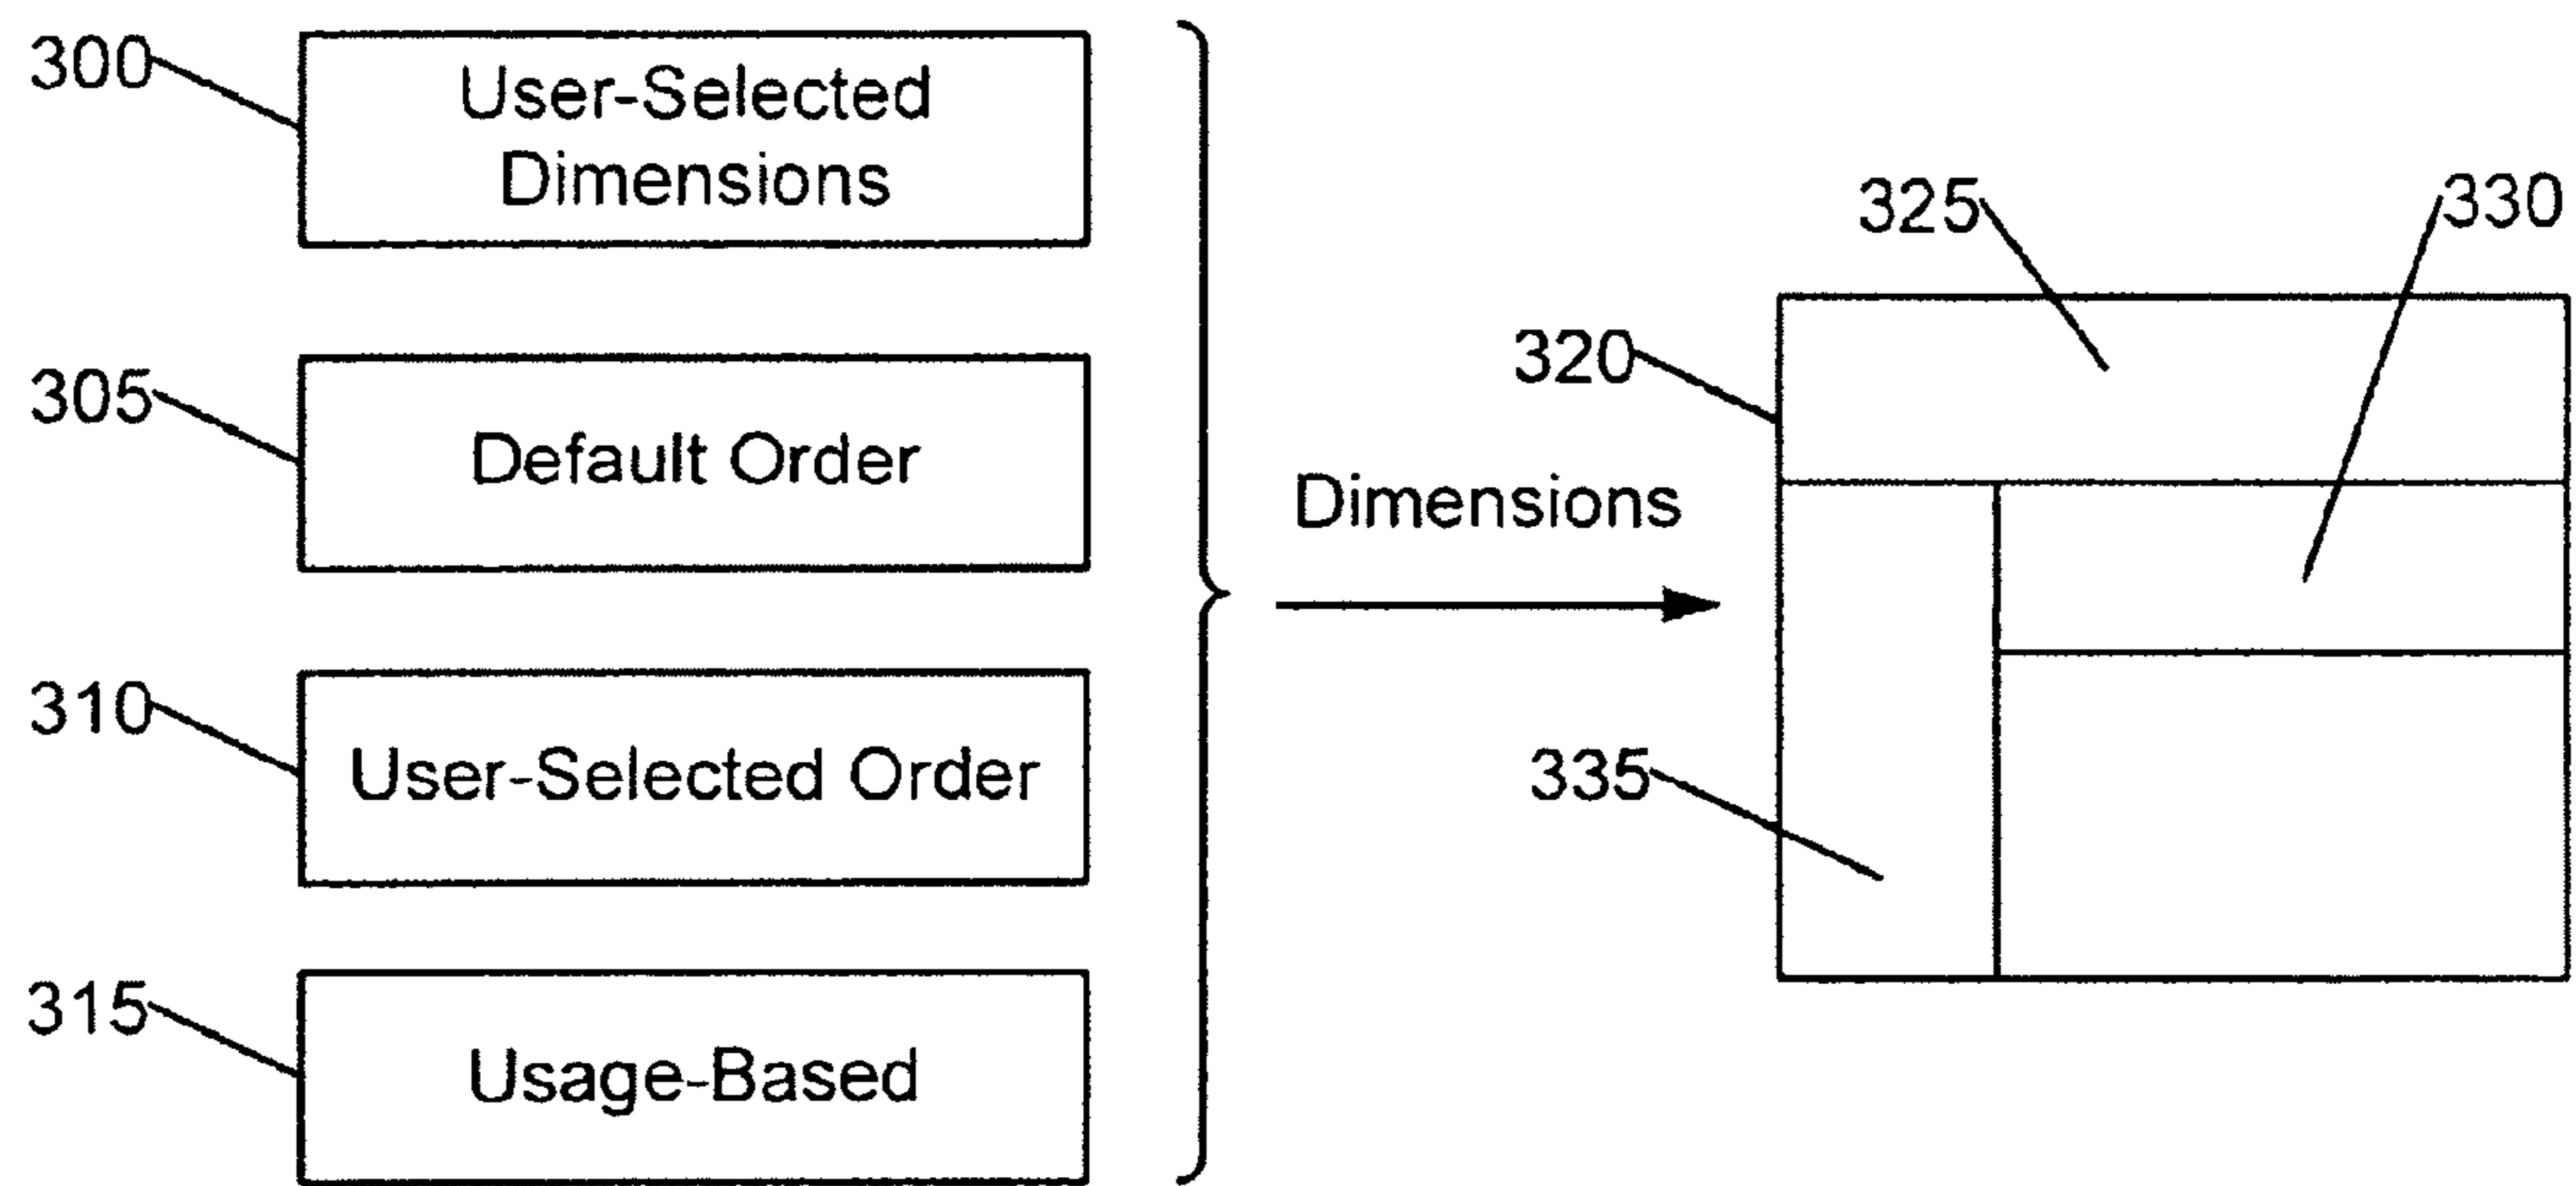 300
User-Selected
Dimensions
305
Default Order
310
User-Selected Order
315
Usage-Based
Dimensions
320
325
330
335